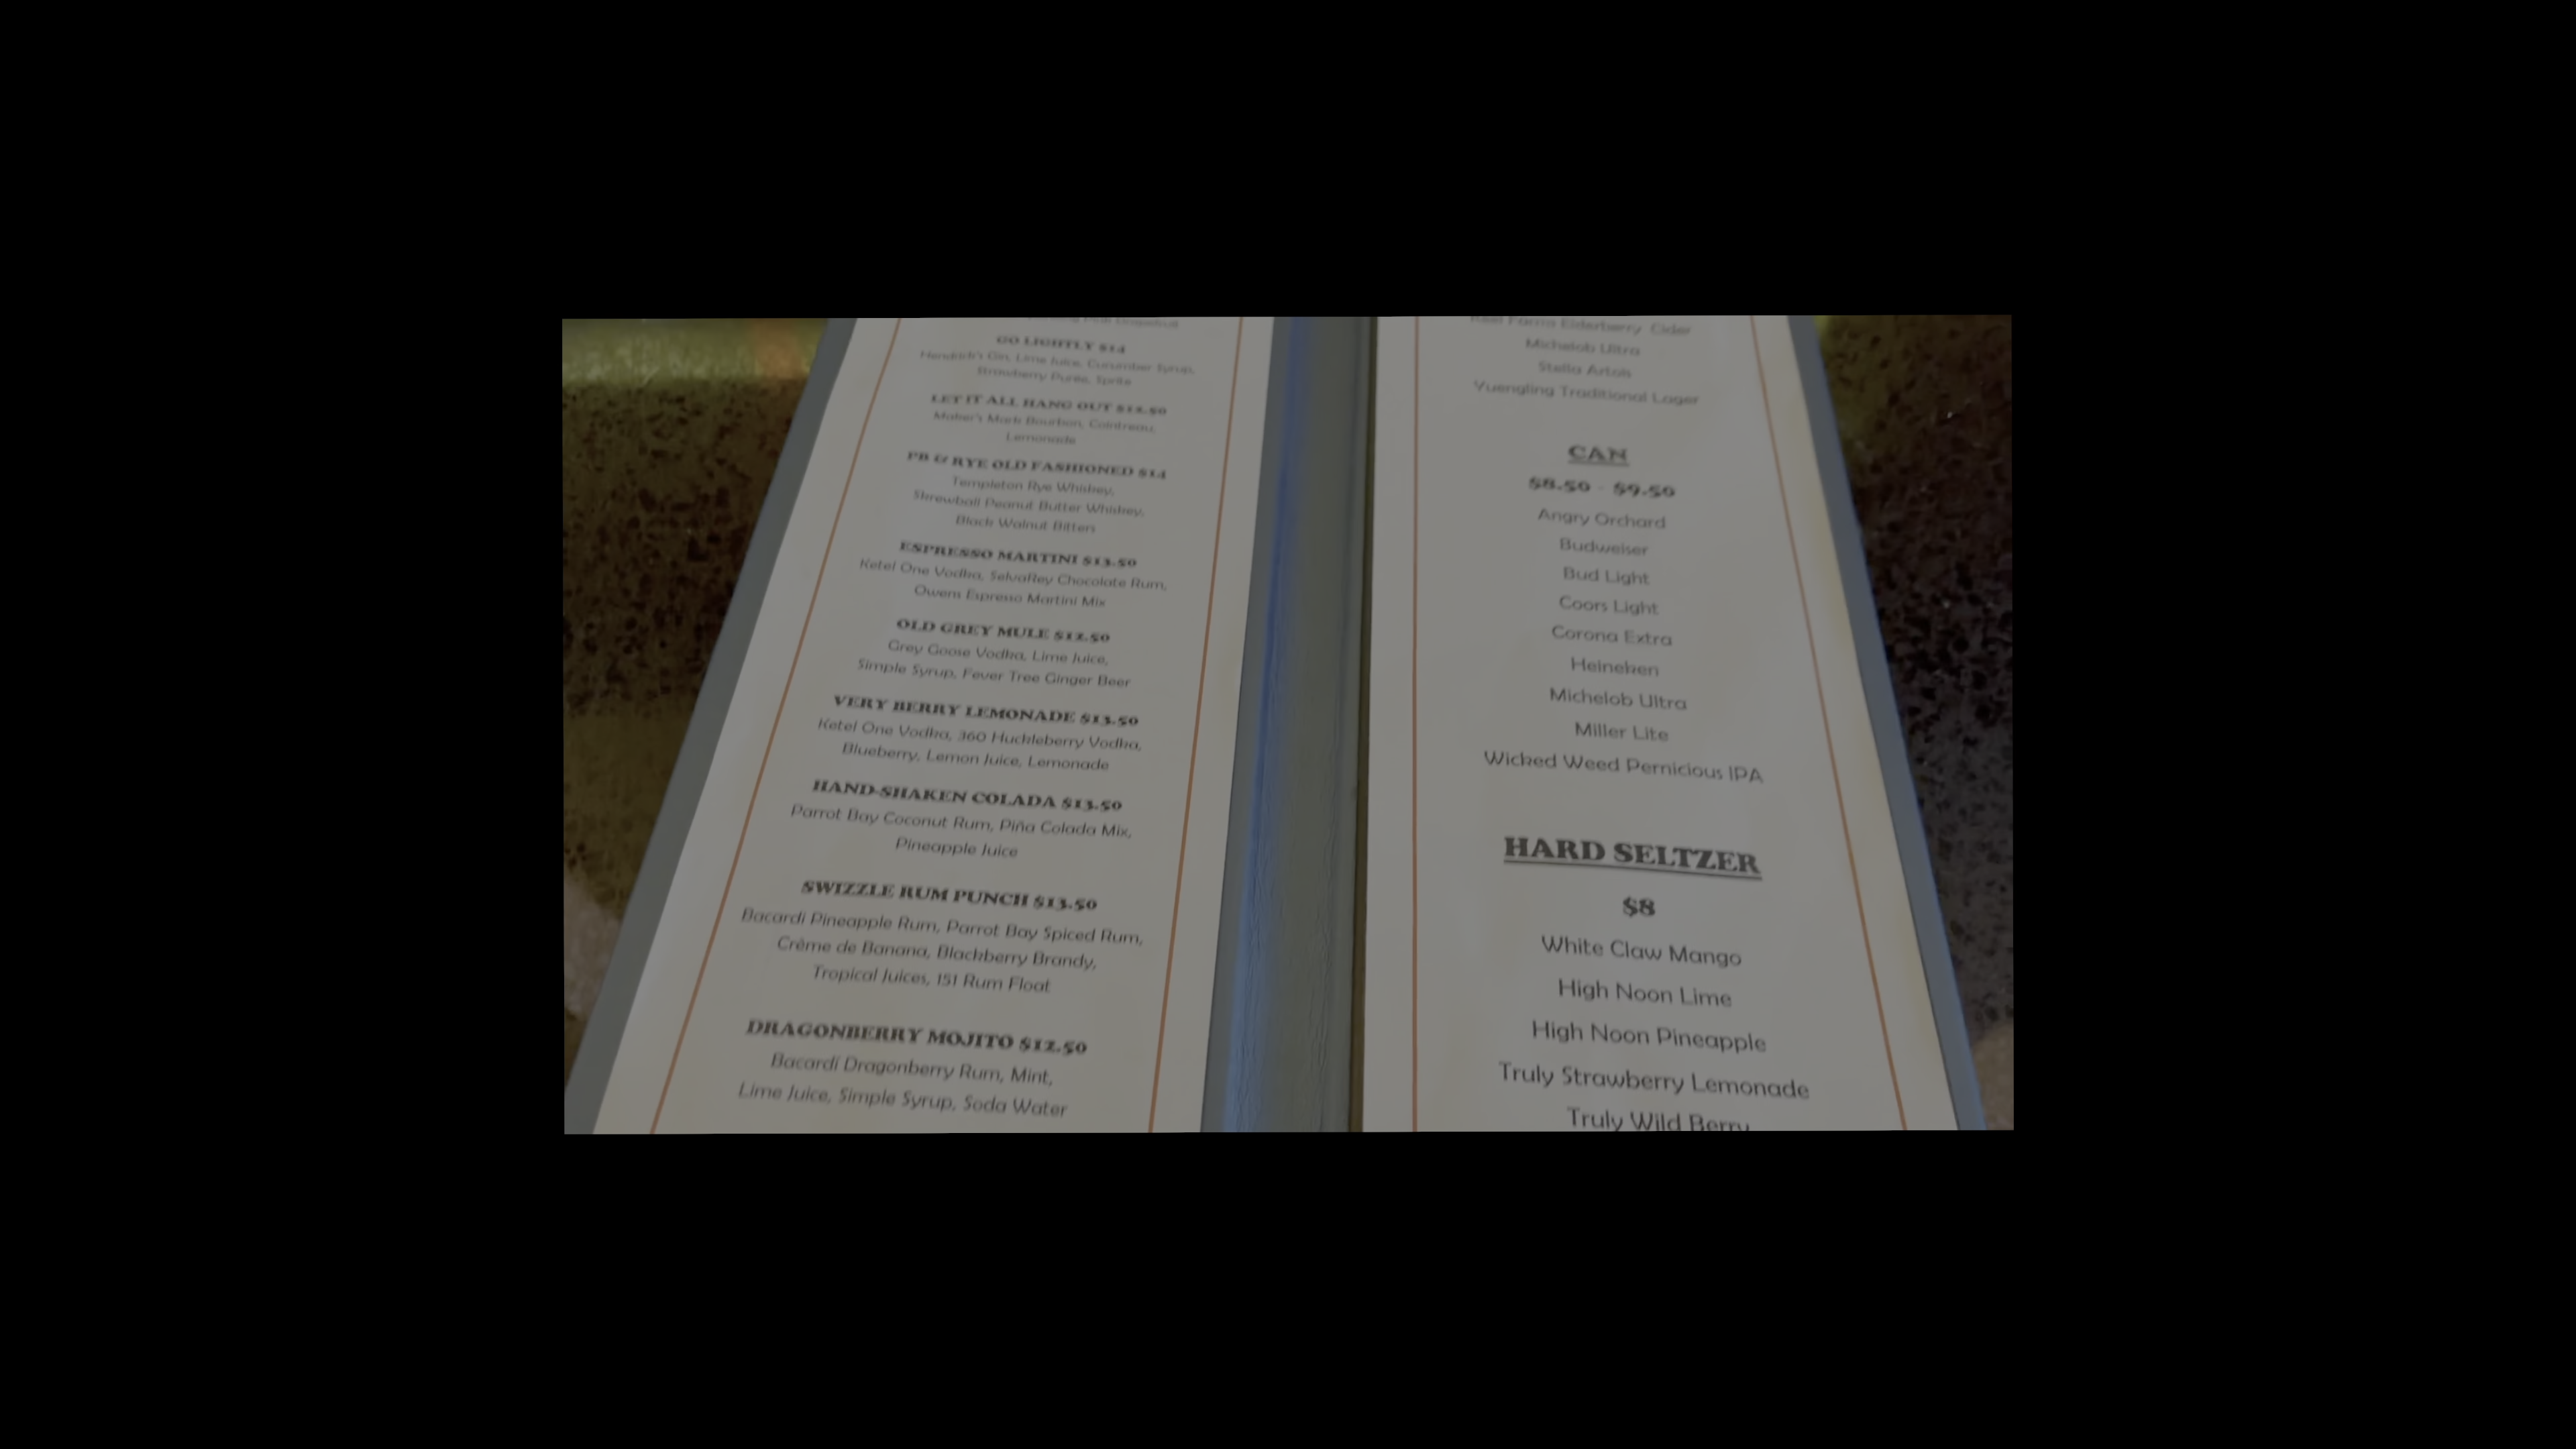 GO LIGHTLY $14
Hendrick's Gin, Lime Juice, Cucumber Syrup,
Strawberry Purée, Sprite
LET IT ALL HANG OUT $12.50
Maker's Mark Bourbon, Cointreau,
Lemonade
PB & RYE OLD FASHIONED $14
Templeton Rye Whiskey,
Skrewball Peanut Butter Whiskey,
Black Walnut Bitters
ESPRESSO MARTINI $13.50
Ketel One Vodka, SelvaRey Chocolate Rum,
Owens Espresso Martini Mix
OLD GREY MULE $12.50
Grey Goose Vodka, Lime Juice,
Simple Syrup, Fever Tree Ginger Beer
VERY BERRY LEMONADE $13.50
Ketel One Vodka, 360 Huckleberry Vodka,
Blueberry, Lemon Juice, Lemonade
HAND-SHAKEN COLADA $13.50
Parrot Bay Coconut Rum, Piña Colada Mix,
Pineapple Juice
SWIZZLE RUM PUNCH $13.50
Bacardi Pineapple Rum, Parrot Bay Spiced Rum,
Crème de Banana, Blackberry Brandy,
Tropical Juices, 151 Rum Float
DRAGONBERRY MOJITO $12.50
Bacardi Dragonberry Rum, Mint,
Lime Juice, Simple Syrup, Soda Water
Elderberry Cider
Michelob Ultra
Stella Artois
Yuengling Traditional Lager
CAN
$8.50 - $9.50
Angry Orchard
Budweiser
Bud Light
Coors Light
Corona Extra
Heineken
Michelob Ultra
Miller Lite
Wicked Weed Pernicious IPA
HARD SELTZER
$8
White Claw Mango
High Noon Lime
High Noon Pineapple
Truly Strawberry Lemonade
Truly Wild Berry